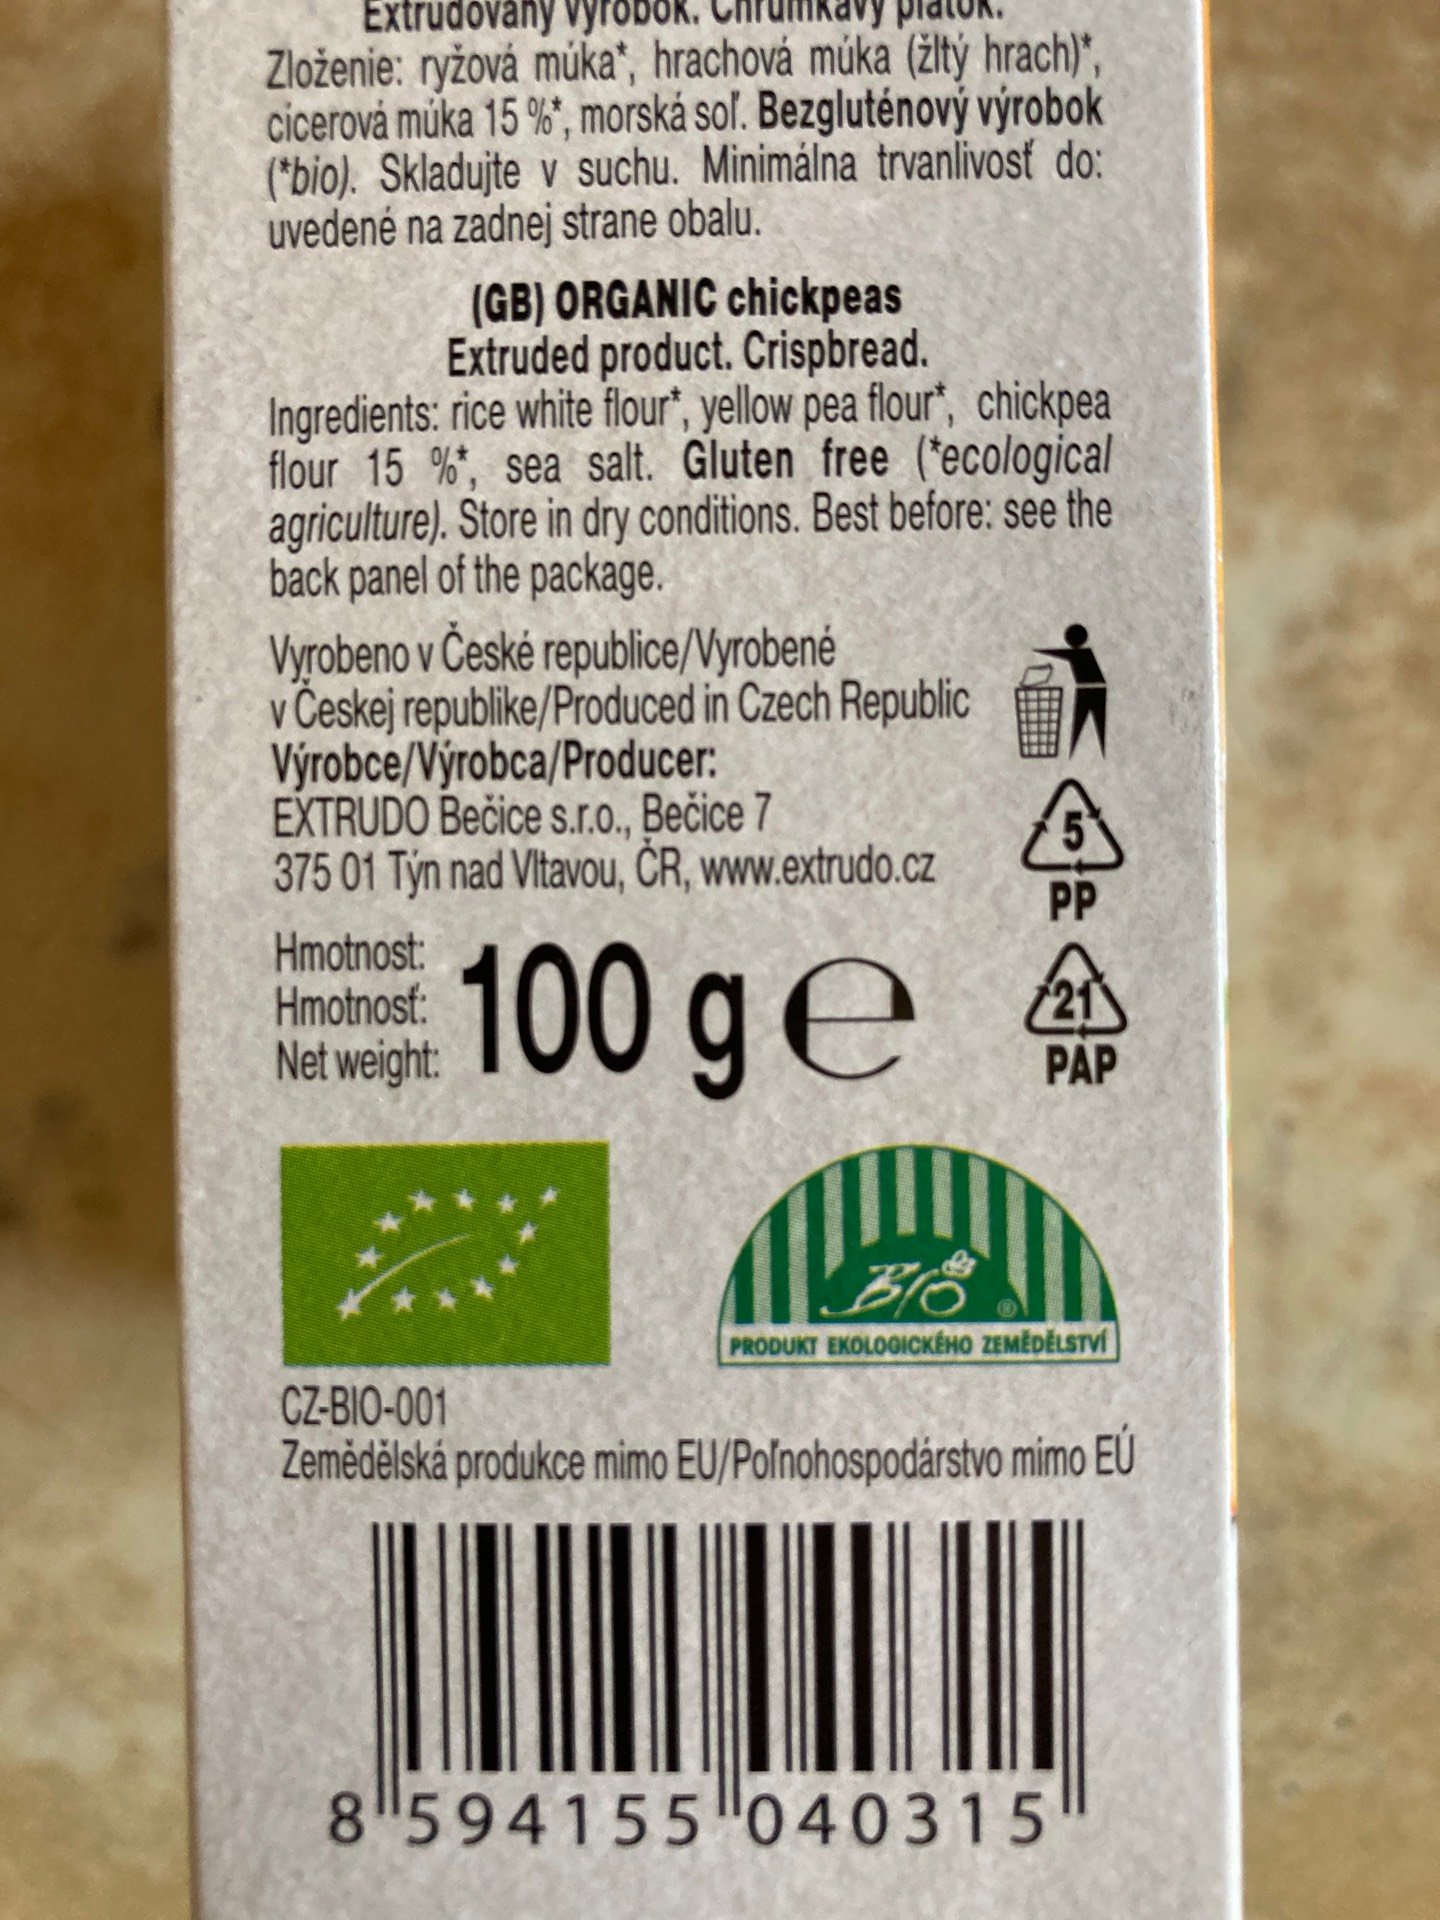 Extrudovaný výrobok. Chrumkavý plátok.
Zloženie: ryžová múka*, hrachová múka (žltý hrach)*,
cícerová múka 15 %*, morská soľ. Bezgluténový výrobok
(*bio). Skladujte v suchu. Minimálna trvanlivosť do:
uvedené na zadnej strane obalu.
(GB) ORGANIC chickpeas
Extruded product. Crispbread.
Ingredients: rice white flour*, yellow pea flour*, chickpea
flour 15 %*, sea salt. Gluten free (*ecological
agriculture). Store in dry conditions. Best before: see the
back panel of the package.
Vyrobeno v České republice/Vyrobené
v Českej republike/Produced in Czech Republic
Výrobce/Výrobca/Producer:
EXTRUDO Bečice s.r.o., Bečice 7
375 01 Týn nad Vltavou, ČR, www.extrudo.cz
5
PP
Hmotnost:
Hmotnosť:
Net weight:
100 g e
21
PAP
BIO ®
PRODUKT EKOLOGICKÉHO ZEMĚDĚLSTVÍ
CZ-BIO-001
Zemědělská produkce mimo EU/Poľnohospodárstvo mimo EÚ
8 594155 040315